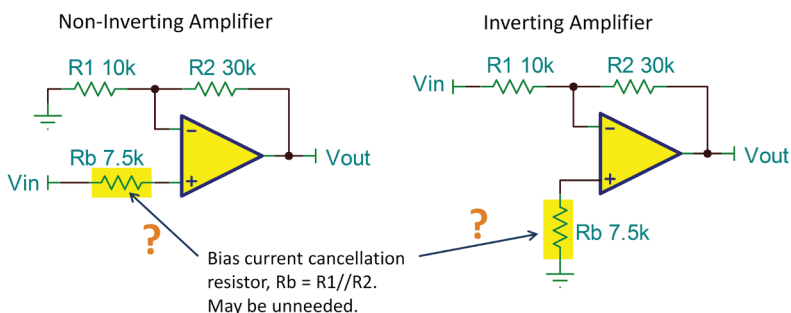 Non-Inverting Amplifier
R1 10k
R2 30k
−
+
Rb 7.5k
Vin
Vout
?
Inverting Amplifier
Vin
R1 10k
R2 30k
−
+
Vout
Rb 7.5k
?
Bias current cancellation
resistor, Rb = R1//R2.
May be unneeded.